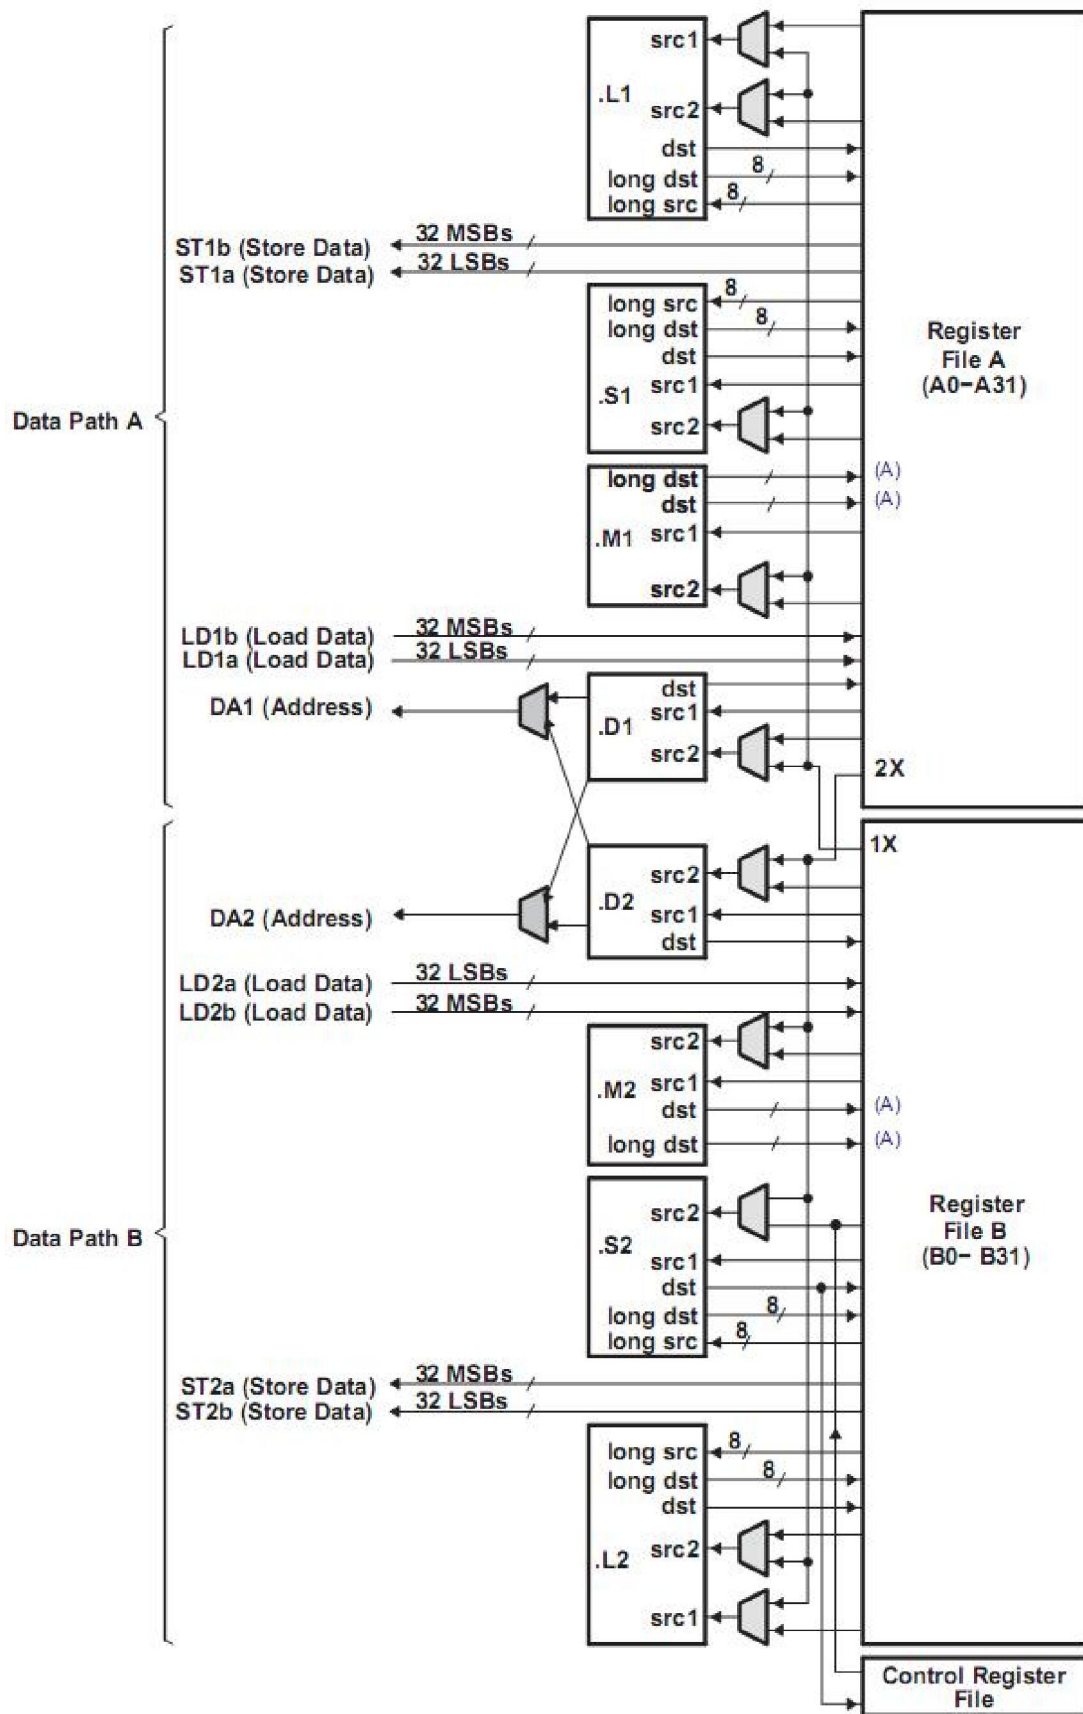 src1
.L1
src2
dst
long dst
8
long src
8
ST1b (Store Data)
32 MSBs
ST1a (Store Data)
32 LSBs
long src
8
long dst
8
dst
src1
.S1
src2
Register
File A
(A0−A31)
Data Path A
long dst
(A)
dst
(A)
.M1
src1
src2
LD1b (Load Data)
32 MSBs
LD1a (Load Data)
32 LSBs
DA1 (Address)
dst
src1
.D1
src2
2X
1X
src2
.D2
src1
dst
DA2 (Address)
LD2a (Load Data)
32 LSBs
LD2b (Load Data)
32 MSBs
src2
.M2
src1
dst
(A)
long dst
(A)
Data Path B
src2
.S2
src1
dst
long dst
8
long src
8
Register
File B
(B0− B31)
ST2a (Store Data)
32 MSBs
ST2b (Store Data)
32 LSBs
long src
8
long dst
8
dst
src2
.L2
src1
Control Register
File